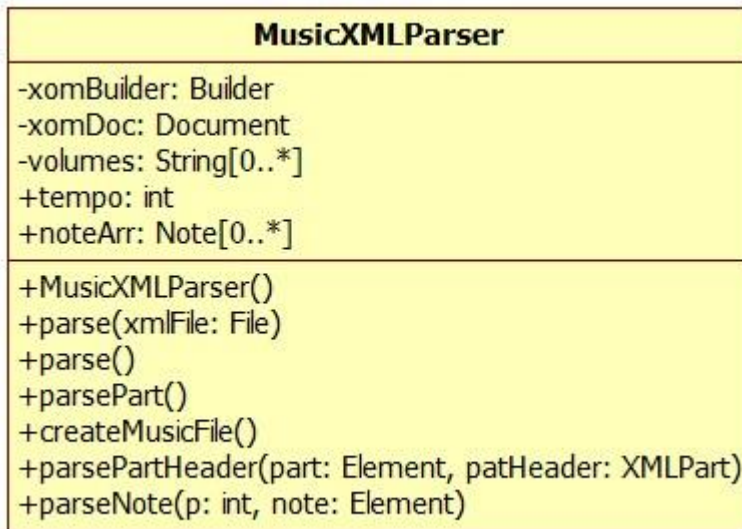 MusicXMLParser
-xomBuilder: Builder
-xomDoc: Document
-volumes: String[0..*]
+tempo: int
+noteArr: Note[0..*]
+MusicXMLParser()
+parse(xmlFile: File)
+parse()
+parsePart()
+createMusicFile()
+parsePartHeader(part: Element, patHeader: XMLPart)
+parseNote(p: int, note: Element)